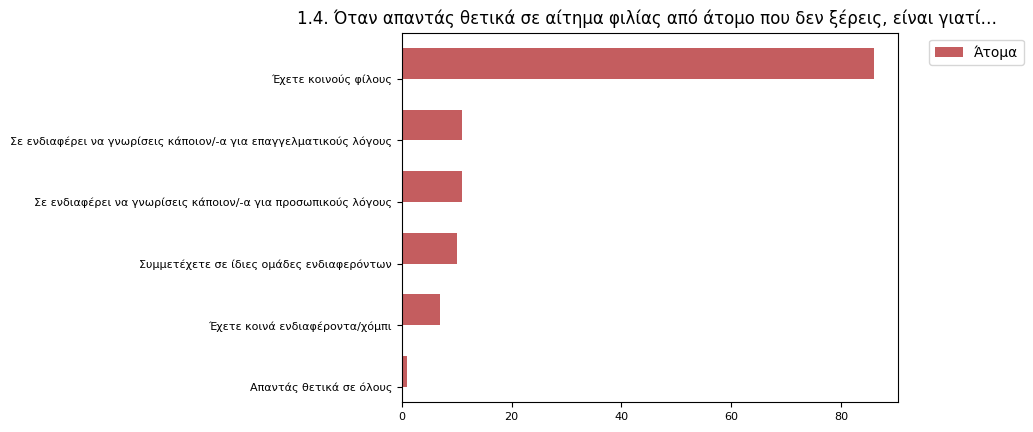 1.4. Όταν απαντάς θετικά σε αίτημα φιλίας από άτομο που δεν ξέρεις, είναι γιατί...
Άτομα
Έχετε κοινούς φίλους
Σε ενδιαφέρει να γνωρίσεις κάποιον/-α για επαγγελματικούς λόγους
Σε ενδιαφέρει να γνωρίσεις κάποιον/-α για προσωπικούς λόγους
Συμμετέχετε σε ίδιες ομάδες ενδιαφερόντων
Έχετε κοινά ενδιαφέροντα/χόμπι
Απαντάς θετικά σε όλους
0 20 40 60 80